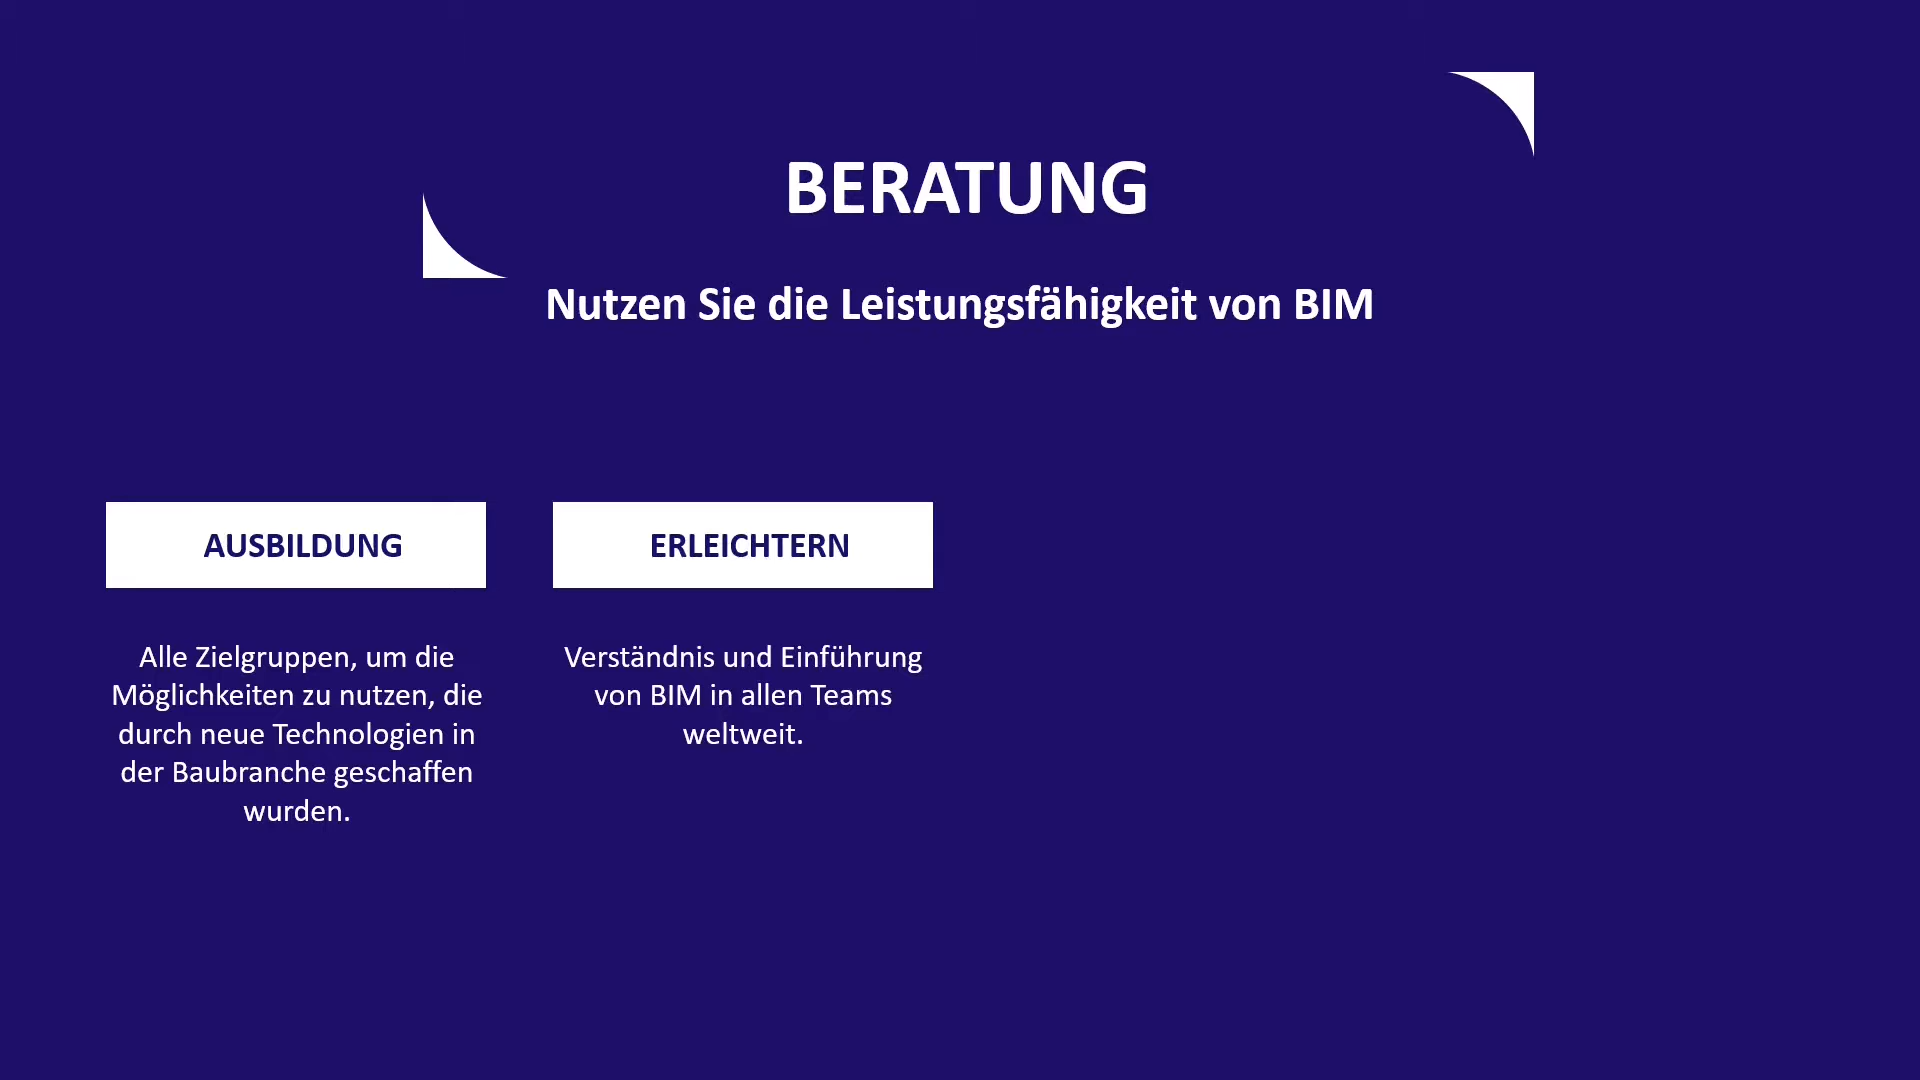 BERATUNG
Nutzen Sie die Leistungsfähigkeit von BIM
AUSBILDUNG
Alle Zielgruppen, um die
Möglichkeiten zu nutzen, die
durch neue Technologien in
der Baubranche geschaffen
wurden.
ERLEICHTERN
Verständnis und Einführung
von BIM in allen Teams
weltweit.